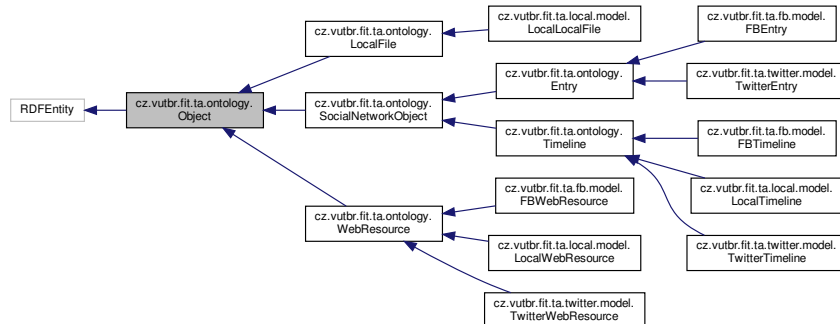 RDFEntity
cz.vutbr.fit.ta.ontology.
Object
cz.vutbr.fit.ta.ontology.
LocalFile
cz.vutbr.fit.ta.ontology.
SocialNetworkObject
cz.vutbr.fit.ta.ontology.
WebResource
cz.vutbr.fit.ta.local.model.
LocalLocalFile
cz.vutbr.fit.ta.ontology.
Entry
cz.vutbr.fit.ta.ontology.
Timeline
cz.vutbr.fit.ta.fb.model.
FBWebResource
cz.vutbr.fit.ta.local.model.
LocalWebResource
cz.vutbr.fit.ta.twitter.model.
TwitterWebResource
cz.vutbr.fit.ta.fb.model.
FBEntry
cz.vutbr.fit.ta.twitter.model.
TwitterEntry
cz.vutbr.fit.ta.fb.model.
FBTimeline
cz.vutbr.fit.ta.local.model.
LocalTimeline
cz.vutbr.fit.ta.twitter.model.
TwitterTimeline